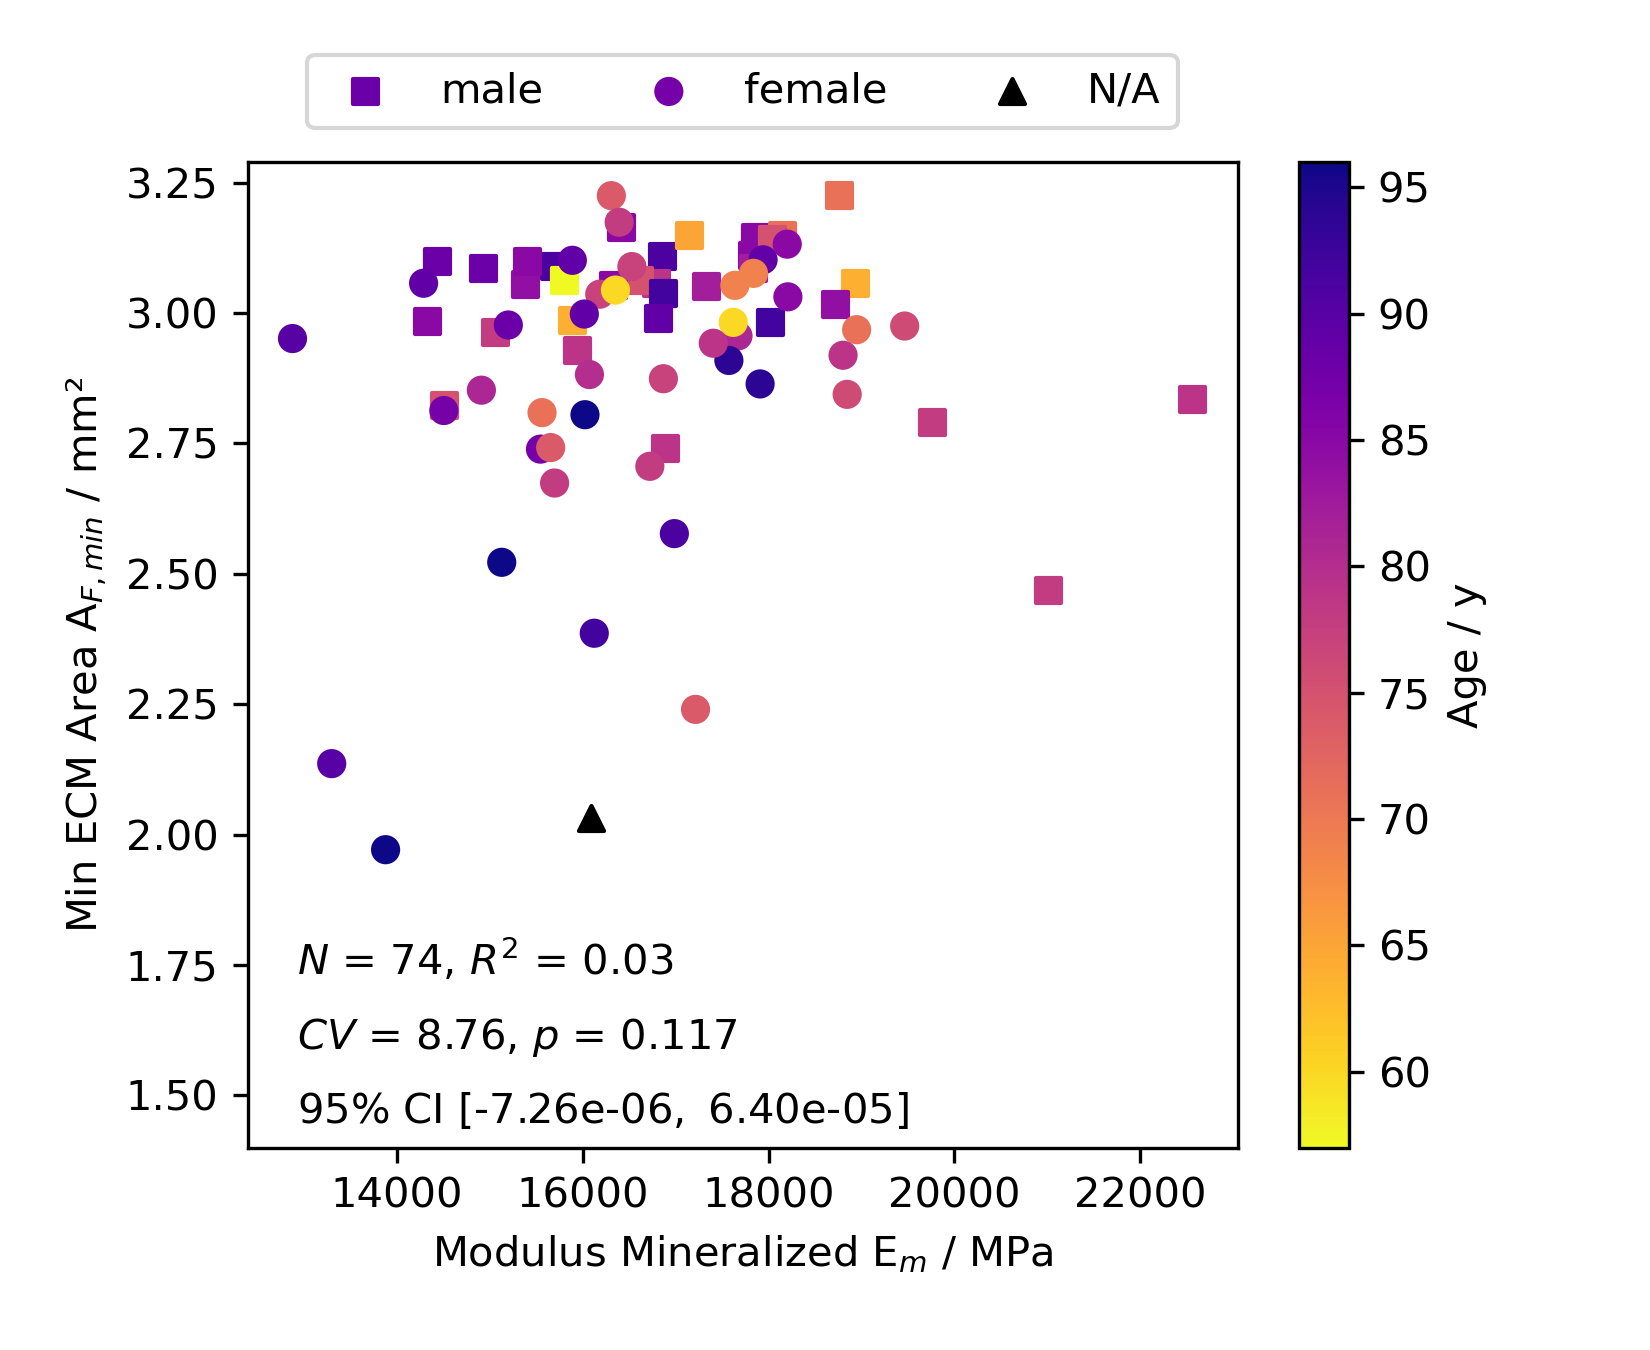 male female N/A
3.25
3.00
2.75
2.50
2.25
2.00
1.75
1.50
Min ECM Area A_{F,min} / mm²
N = 74, R² = 0.03
CV = 8.76, p = 0.117
95% CI [-7.26e-06, 6.40e-05]
14000 16000 18000 20000 22000
Modulus Mineralized E_m / MPa
95
90
85
80
75
70
65
60
Age / y